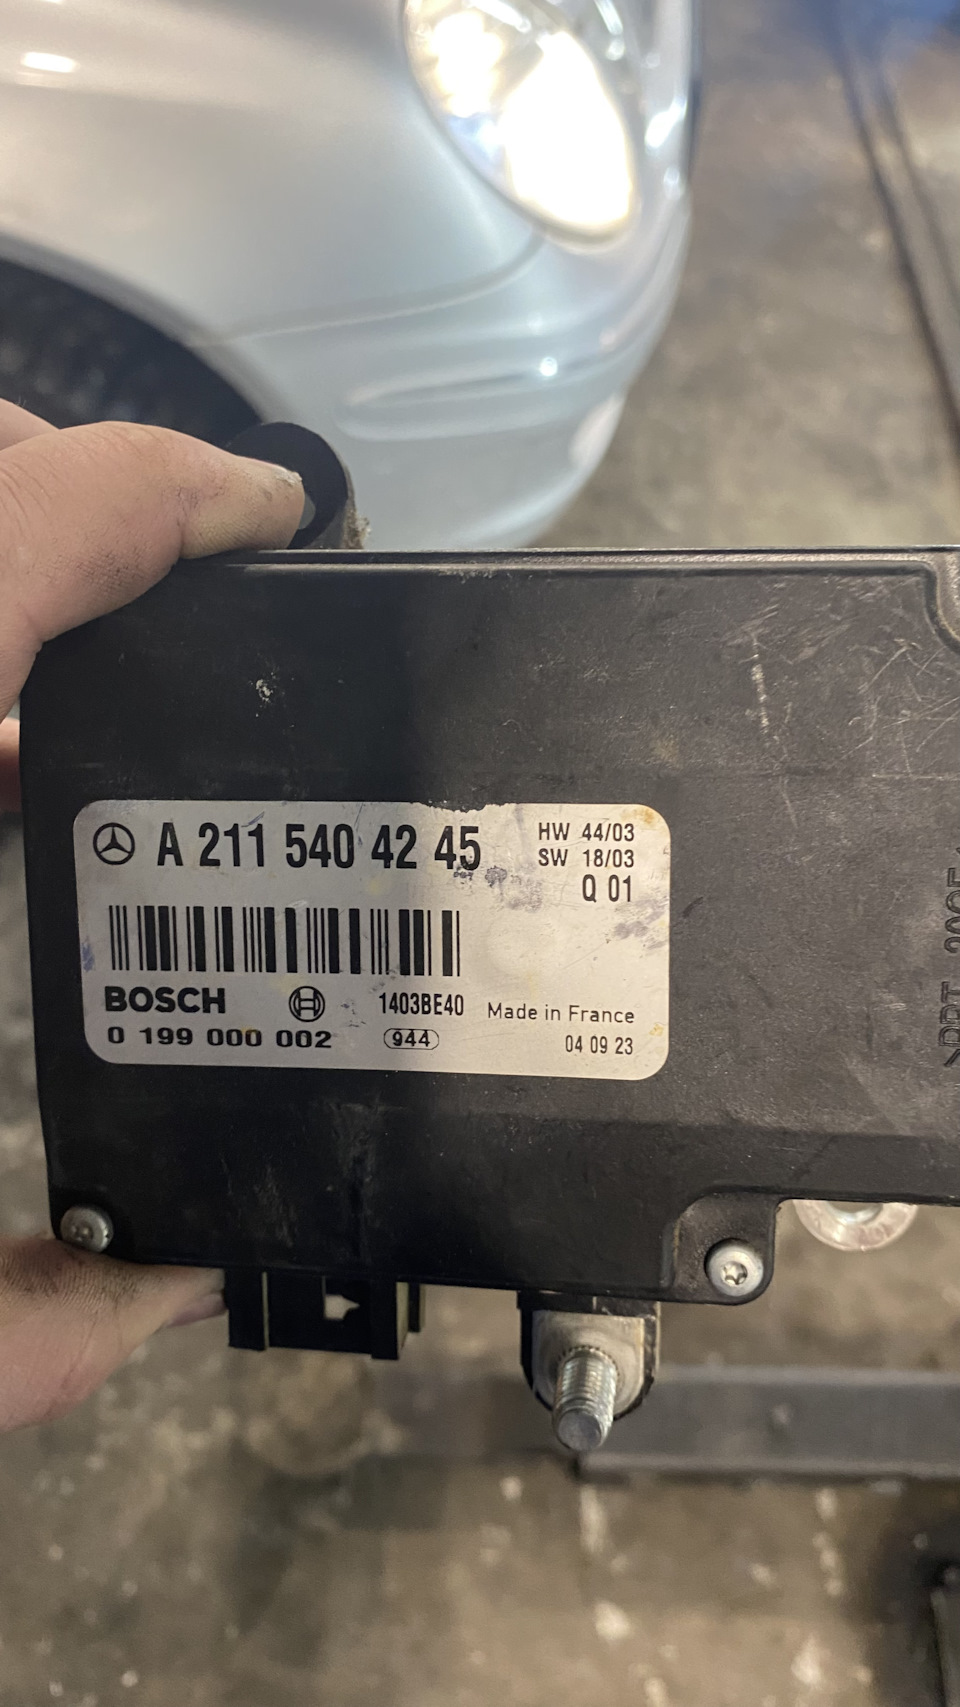 A 211 540 42 45
HW 44/03
SW 18/03
Q 01
BOSCH
1403BE40
Made in France
0 199 000 002
944
04 09 23